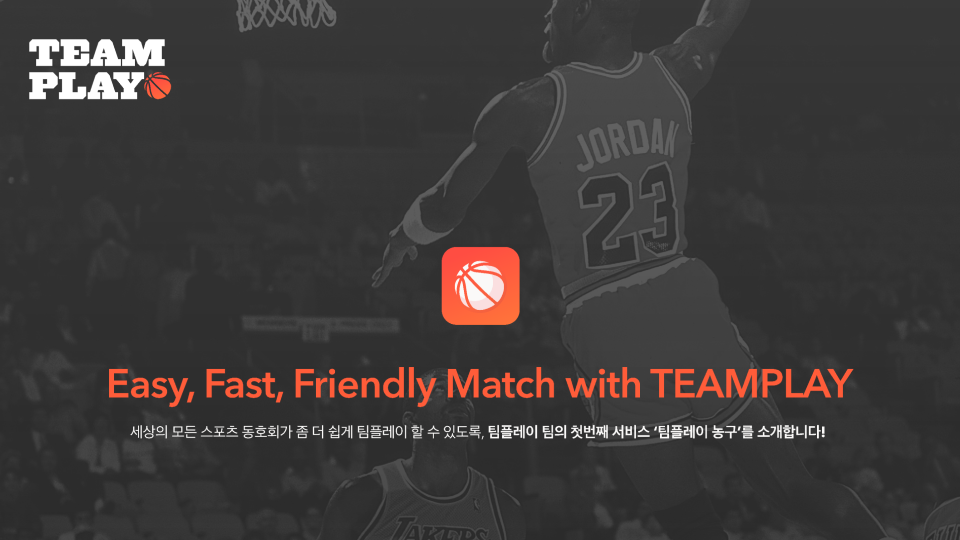 TEAM
PLAY
JORDAN
23
Easy, Fast, Friendly Match with TEAMPLAY
세상의 모든 스포츠 동호회가 좀 더 쉽게 팀플레이 할 수 있도록, 팀플레이 팀의 첫번째 서비스 ‘팀플레이 농구’를 소개합니다!
LAKERS